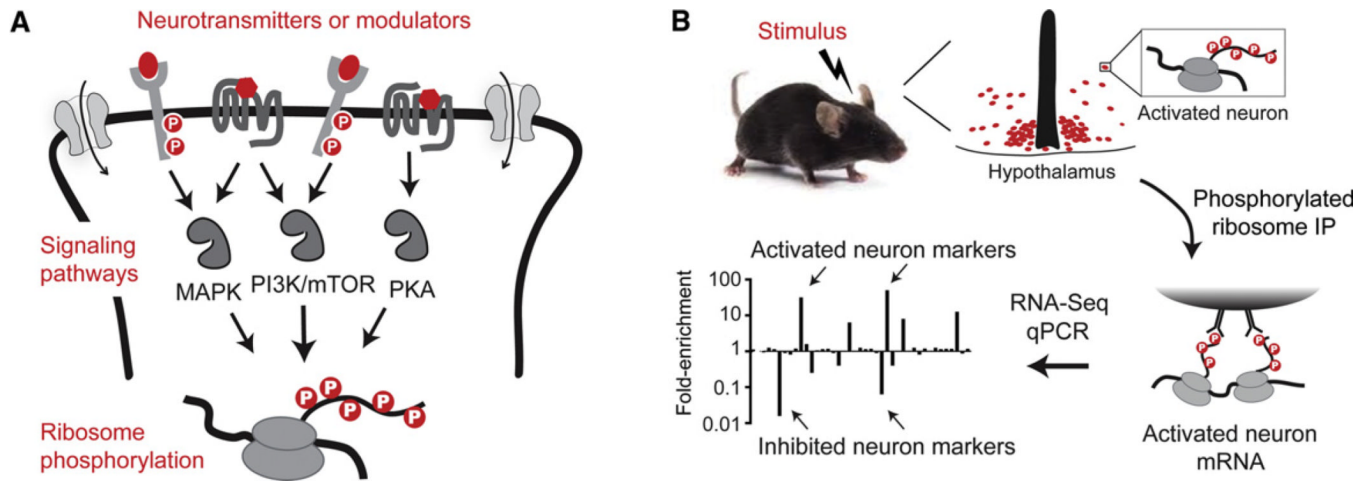 A
Neurotransmitters or modulators
P
P
P
P
Signaling
pathways
MAPK
PI3K/mTOR
PKA
P
P
P
P
P
Ribosome
phosphorylation
B
Stimulus
P
P
P
P
P
Activated neuron
Hypothalamus
Phosphorylated
ribosome IP
Activated neuron markers
Fold-enrichment
100
10
1
0.1
0.01
Inhibited neuron markers
RNA-Seq
qPCR
P
P
P
P
Activated neuron
mRNA